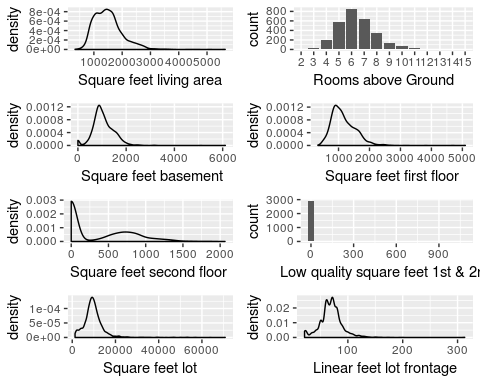 density
8e-04
4e-04
0e+00
1000 2000 3000 4000 5000
Square feet living area
count
800
600
400
200
0
2 3 4 5 6 7 8 9 10 11 12 13 14 15
Rooms above Ground
density
0.0012
0.0008
0.0004
0.0000
0 2000 4000 6000
Square feet basement
density
0.0012
0.0008
0.0004
0.0000
1000 2000 3000 4000 5000
Square feet first floor
density
0.003
0.002
0.001
0.000
0 500 1000 1500 2000
Square feet second floor
count
3000
2000
1000
0
0 300 600 900
Low quality square feet 1st & 2n
density
1e-04
5e-05
0e+00
0 20000 40000 60000
Square feet lot
density
0.02
0.01
0.00
100 200 300
Linear feet lot frontage